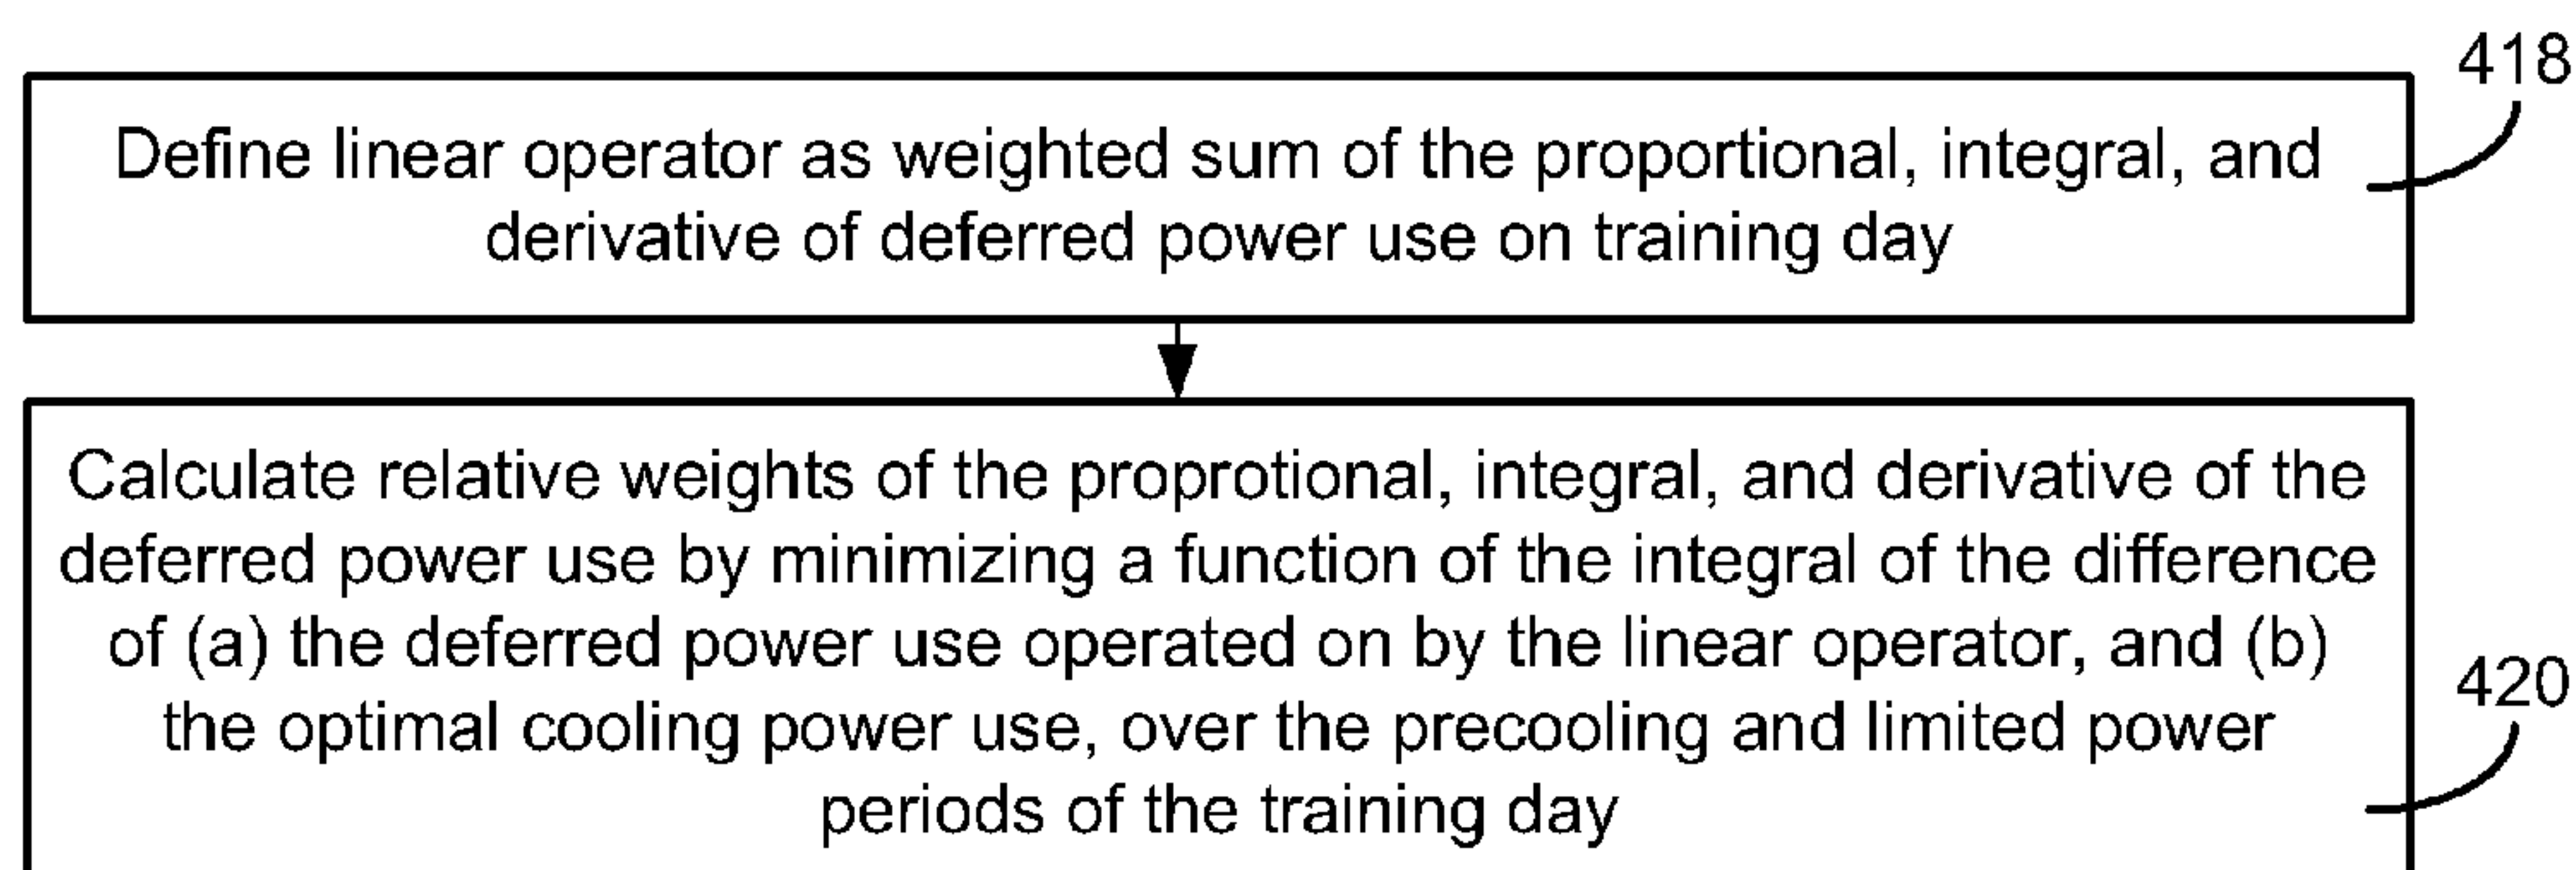 418
Define linear operator as weighted sum of the proportional, integral, and
derivative of deferred power use on training day
Calculate relative weights of the proprotional, integral, and derivative of the
deferred power use by minimizing a function of the integral of the difference
of (a) the deferred power use operated on by the linear operator, and (b)
the optimal cooling power use, over the precooling and limited power
periods of the training day
420